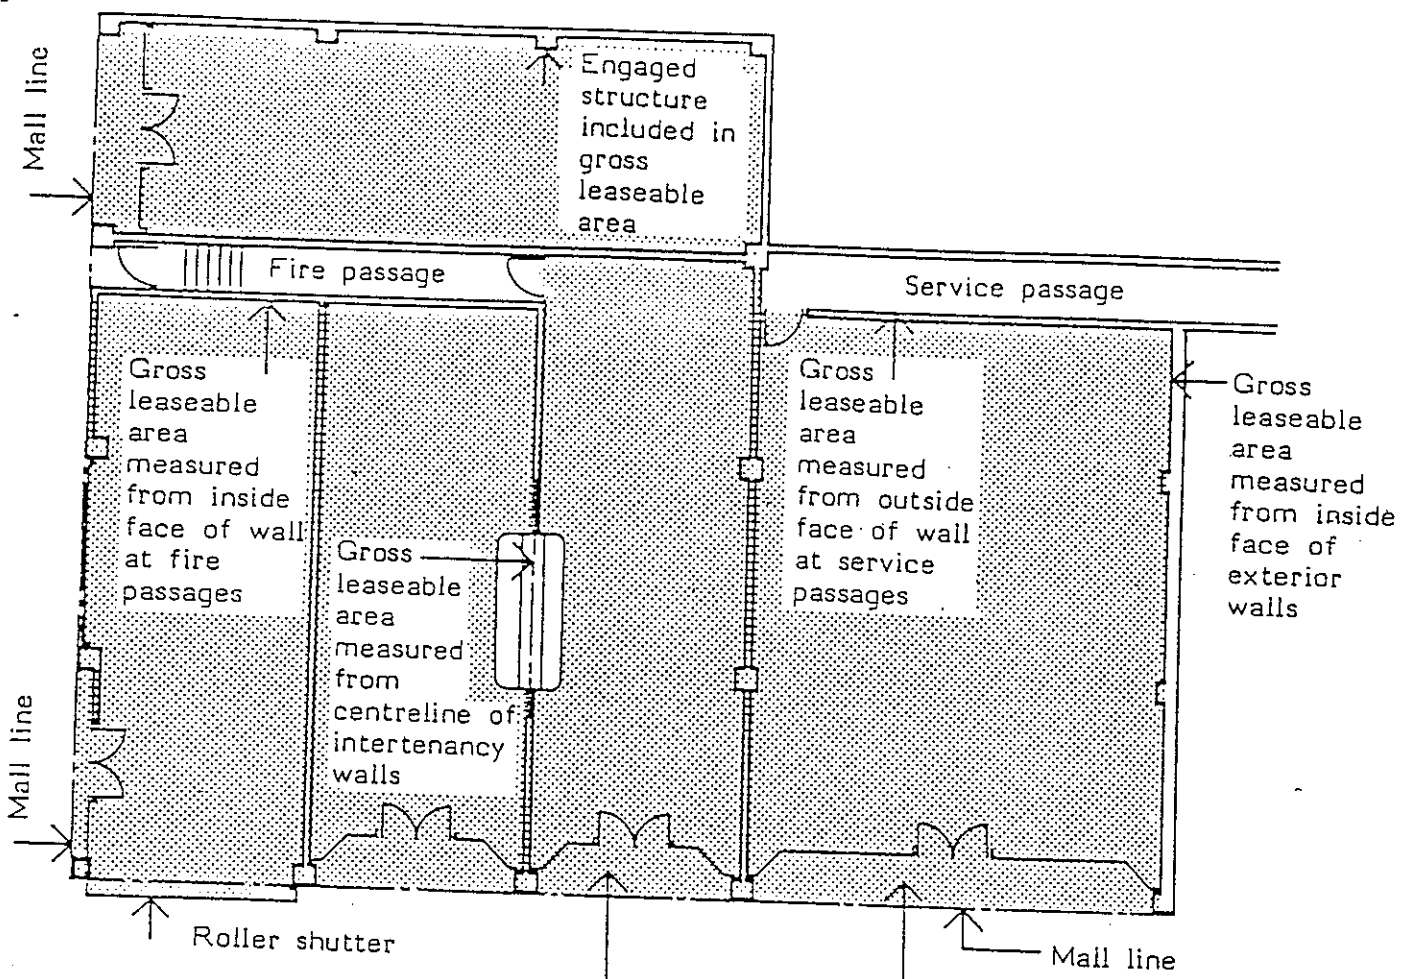 Mall line
Engaged
structure
included in
gross
leaseable
area
Fire passage
Service passage
Gross
leaseable
area
measured
from inside
face of wall
at fire
passages
Gross
leaseable
area
measured
from
centreline of
intertenancy
walls
Gross
leaseable
area
measured
from outside
face of wall
at service
passages
Gross
leaseable
area
measured
from inside
face of
exterior
walls
Mall line
Roller shutter
Mall line